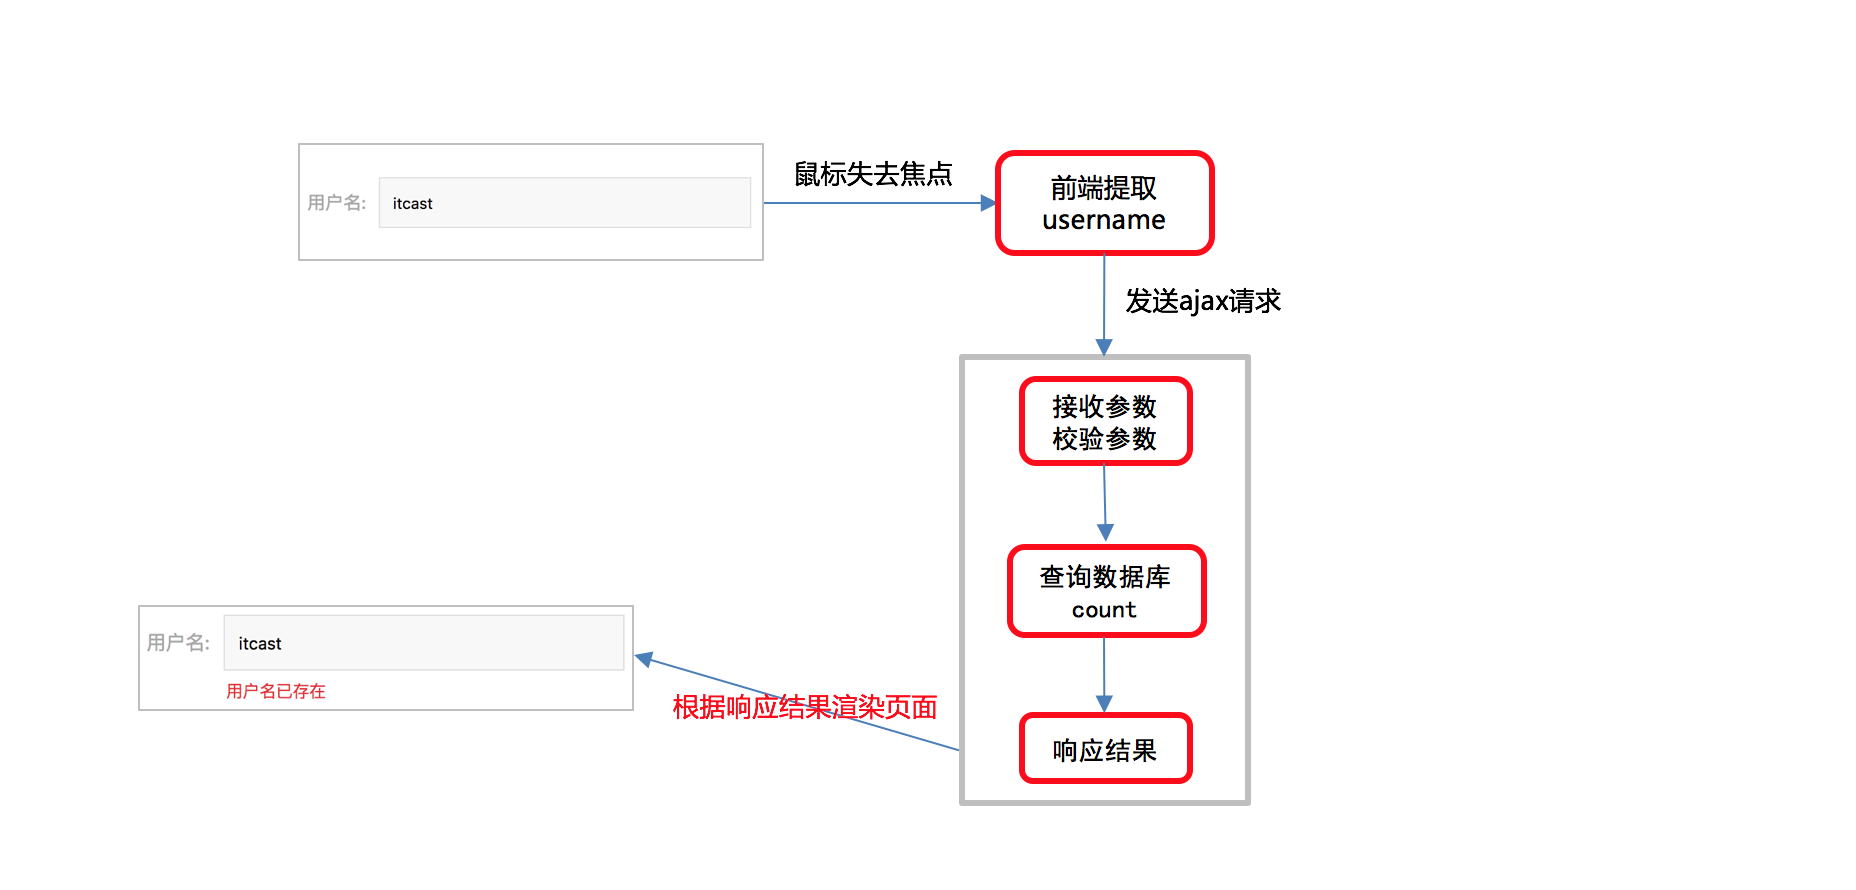 用户名: itcast
鼠标失去焦点
前端提取
username
发送ajax请求
接收参数
校验参数
查询数据库
count
响应结果
根据响应结果渲染页面
用户名: itcast
用户名已存在